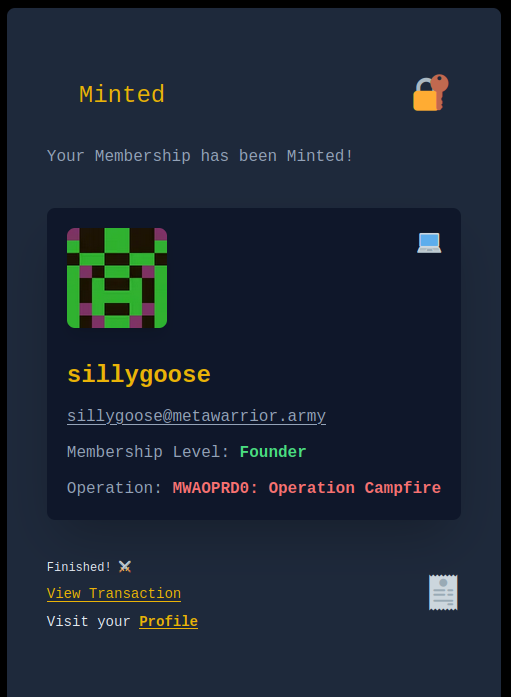 Minted
Your Membership has been Minted!
sillygoose
sillygoose@metawarrior.army
Membership Level: Founder
Operation: MWAOPRD0: Operation Campfire
Finished! ⚔️
View Transaction
Visit your Profile